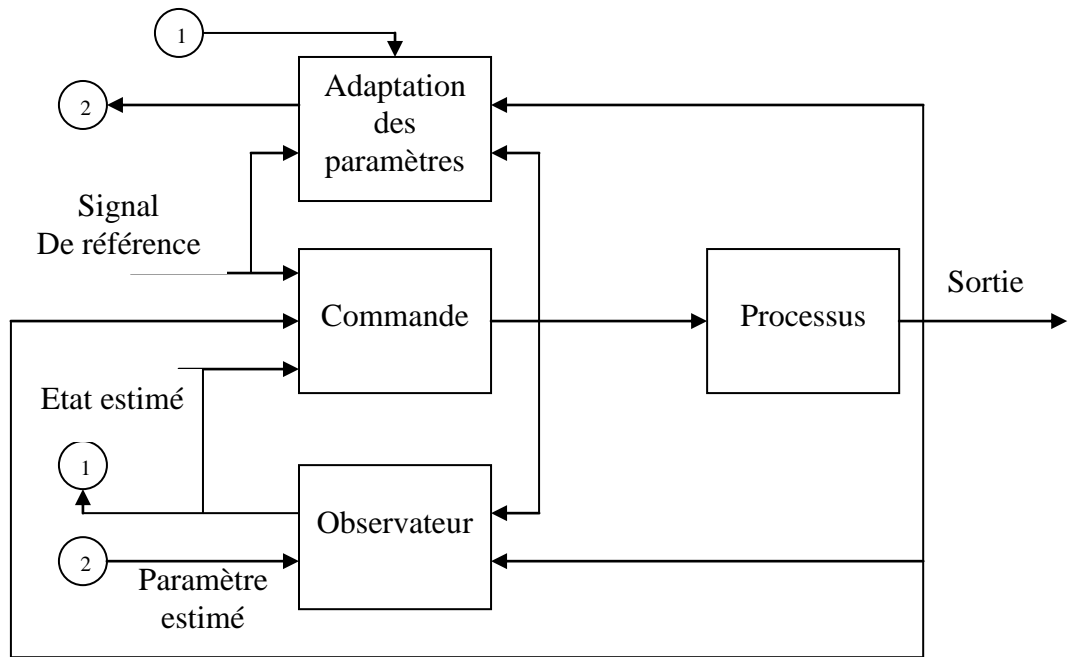 1
Adaptation
des
paramètres
2
Signal
De référence
Commande
Processus
Sortie
Etat estimé
1
Observateur
2
Paramètre
estimé